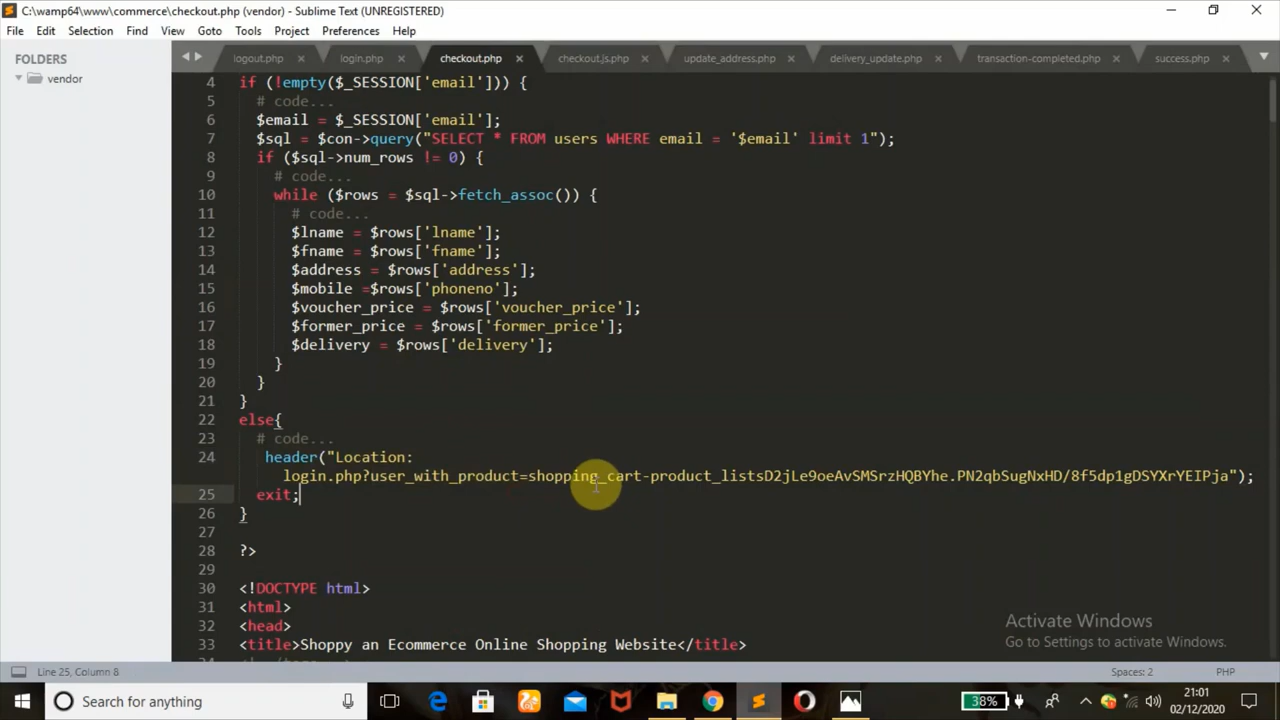 C:\wamp64\www\commerce\checkout.php (vendor) - Sublime Text (UNREGISTERED)
File Edit Selection Find View Goto Tools Project Preferences Help
FOLDERS
vendor
logout.php login.php checkout.php checkout.js.php update_address.php delivery_update.php transaction-completed.php success.php
4 if (!empty($_SESSION['email'])) {
5 # code...
6 $email = $_SESSION['email'];
7 $sql = $con->query("SELECT * FROM users WHERE email = '$email' limit 1");
8 if ($sql->num_rows != 0) {
9 # code...
10 while ($rows = $sql->fetch_assoc()) {
11 # code...
12 $lname = $rows['lname'];
13 $fname = $rows['fname'];
14 $address = $rows['address'];
15 $mobile =$rows['phoneno'];
16 $voucher_price = $rows['voucher_price'];
17 $former_price = $rows['former_price'];
18 $delivery = $rows['delivery'];
19 }
20 }
21 }
22 else{
23 # code...
24 header("Location:
login.php?user_with_product=shopping_cart-product_listsD2jLe9oeAvSMSrzHQBYhe.PN2qbSugNxHD/8f5dp1gDSYXrYEIPja");
25 exit;
26 }
27
28 ?>
29
30 <!DOCTYPE html>
31 <html>
32 <head>
33 <title>Shoppy an Ecommerce Online Shopping Website</title>
Activate Windows
Go to Settings to activate Windows.
Line 25, Column 8 Spaces: 2 PHP
Search for anything
38%
21:01
02/12/2020